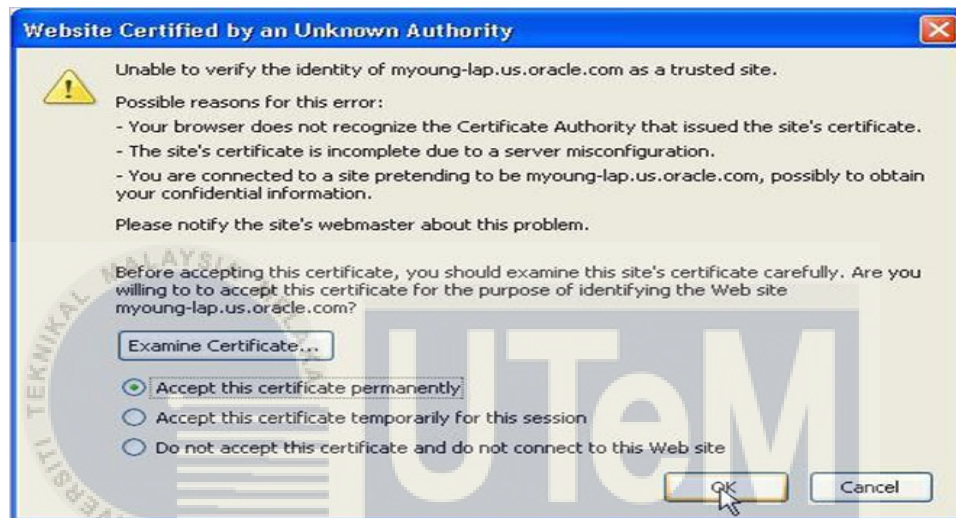 Website Certified by an Unknown Authority
Unable to verify the identity of myoung-lap.us.oracle.com as a trusted site.
Possible reasons for this error:
- Your browser does not recognize the Certificate Authority that issued the site's certificate.
- The site's certificate is incomplete due to a server misconfiguration.
- You are connected to a site pretending to be myoung-lap.us.oracle.com, possibly to obtain
your confidential information.
Please notify the site's webmaster about this problem.
Before accepting this certificate, you should examine this site's certificate carefully. Are you
willing to to accept this certificate for the purpose of identifying the Web site
myoung-lap.us.oracle.com?
Examine Certificate...
Accept this certificate permanently
Accept this certificate temporarily for this session
Do not accept this certificate and do not connect to this Web site
OK
Cancel
TEKNIKAL MALAYSIA
UTeM